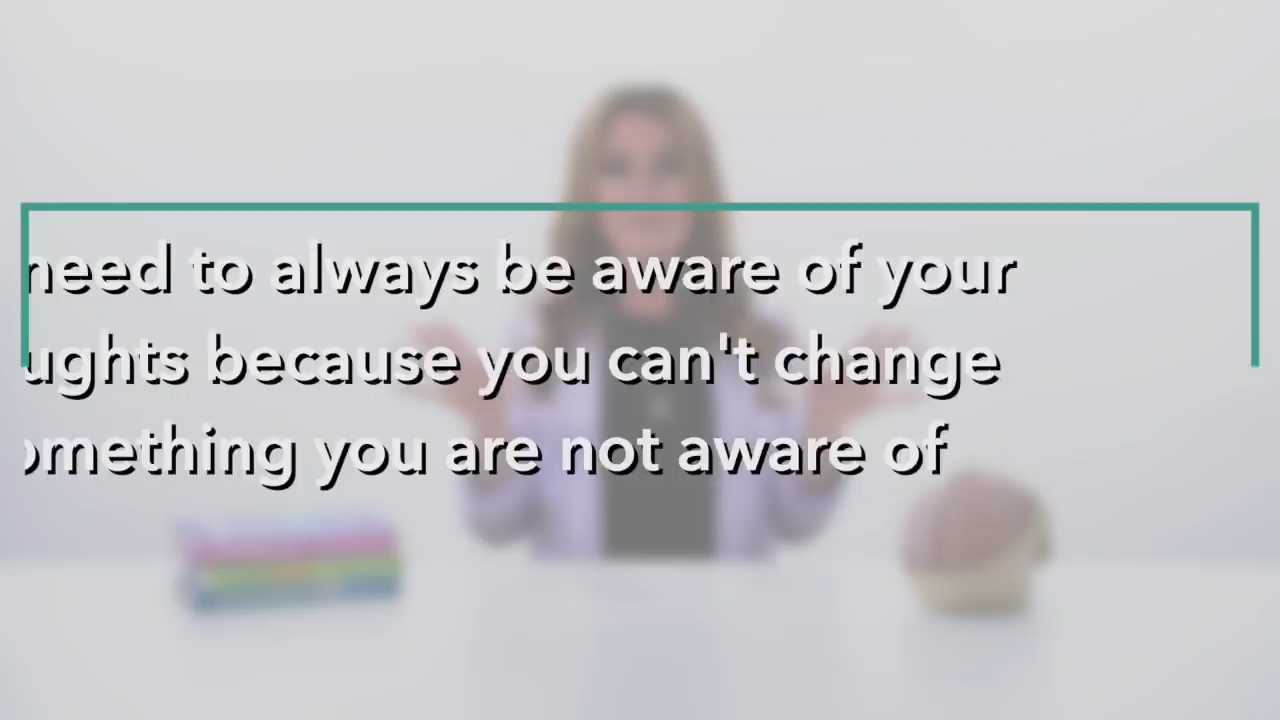 need to always be aware of your
ughts because you can't change
omething you are not aware of